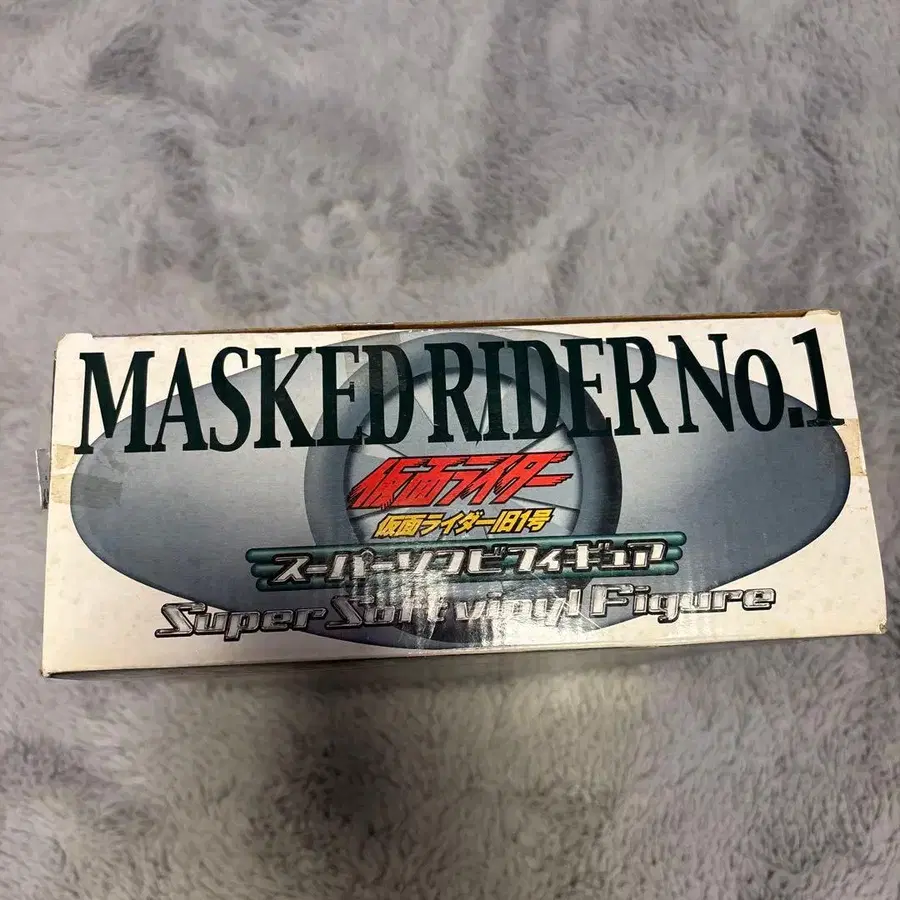 MASKED RIDER No.1
仮面ライダー
仮面ライダー旧1号
スーパーソフビフィギュア
Super Soft vinyl Figure